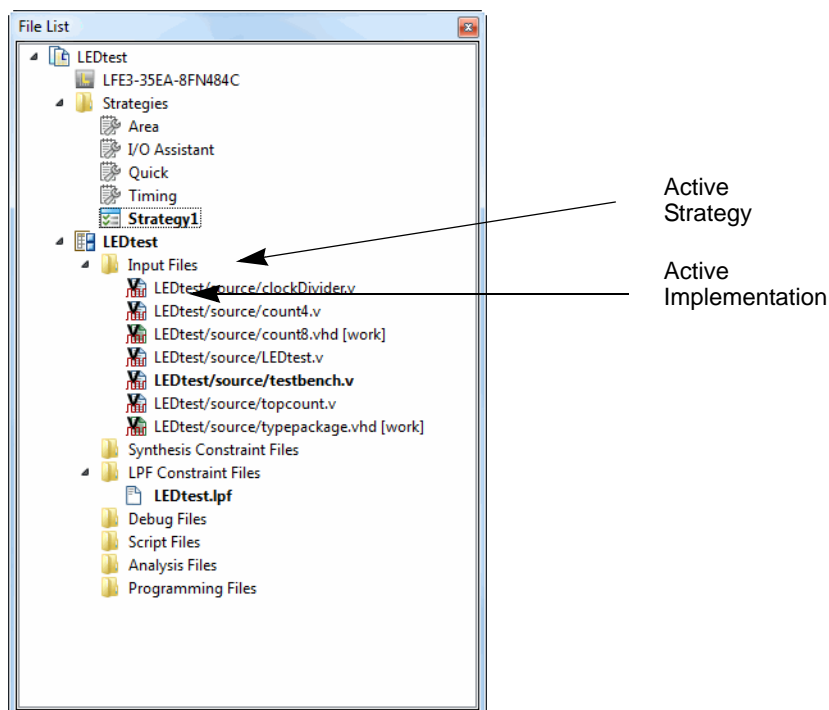 File List
LEDtest
LFE3-35EA-8FN484C
Strategies
Area
I/O Assistant
Quick
Timing
Strategy1
LEDtest
Input Files
LEDtest/source/clockDivider.v
LEDtest/source/count4.v
LEDtest/source/count8.vhd [work]
LEDtest/source/LEDtest.v
LEDtest/source/testbench.v
LEDtest/source/topcount.v
LEDtest/source/typepackage.vhd [work]
Synthesis Constraint Files
LPF Constraint Files
LEDtest.lpf
Debug Files
Script Files
Analysis Files
Programming Files
Active
Strategy
Active
Implementation